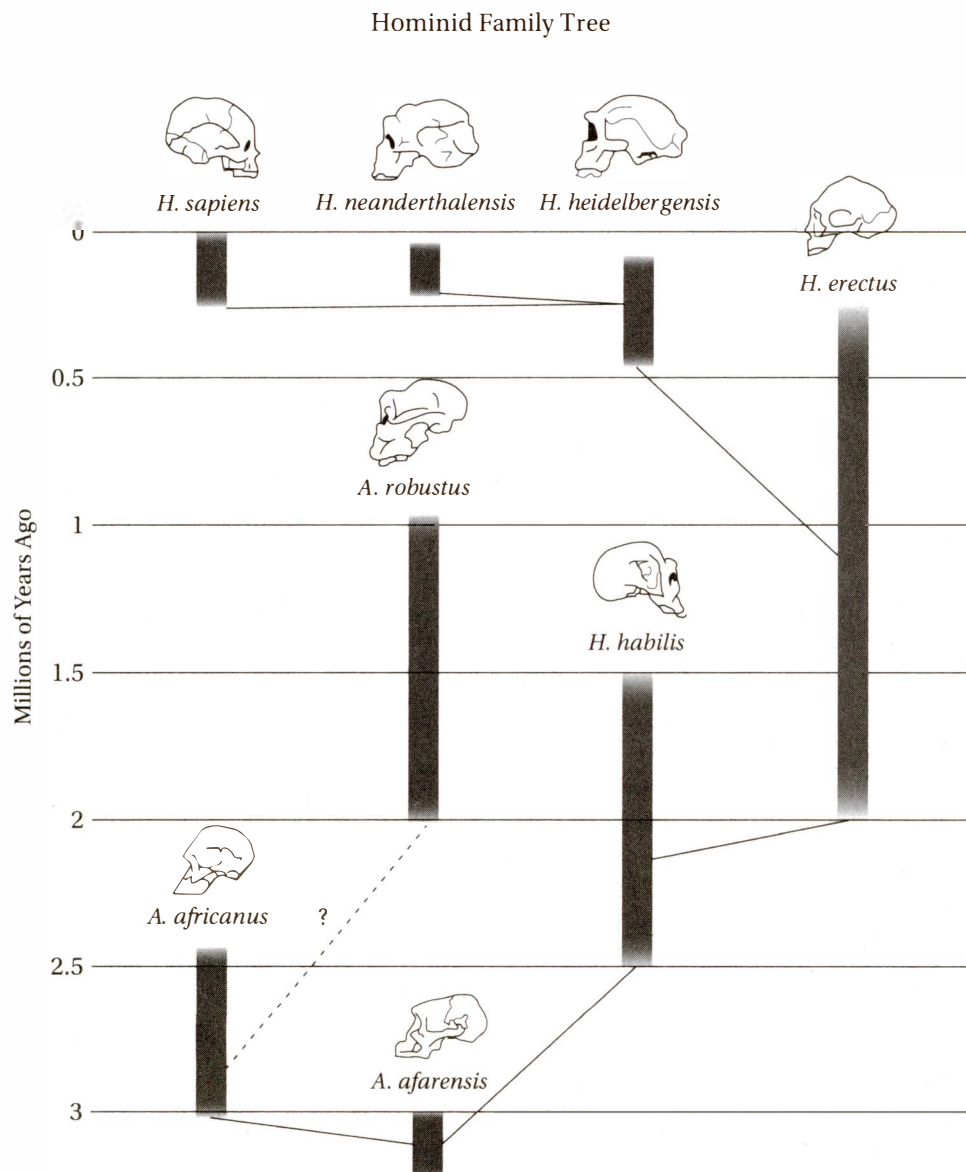 Hominid Family Tree
H. sapiens
H. neanderthalensis
H. heidelbergensis
0
H. erectus
0.5
A. robustus
1
Millions of Years Ago
H. habilis
1.5
2
A. africanus
?
2.5
A. afarensis
3